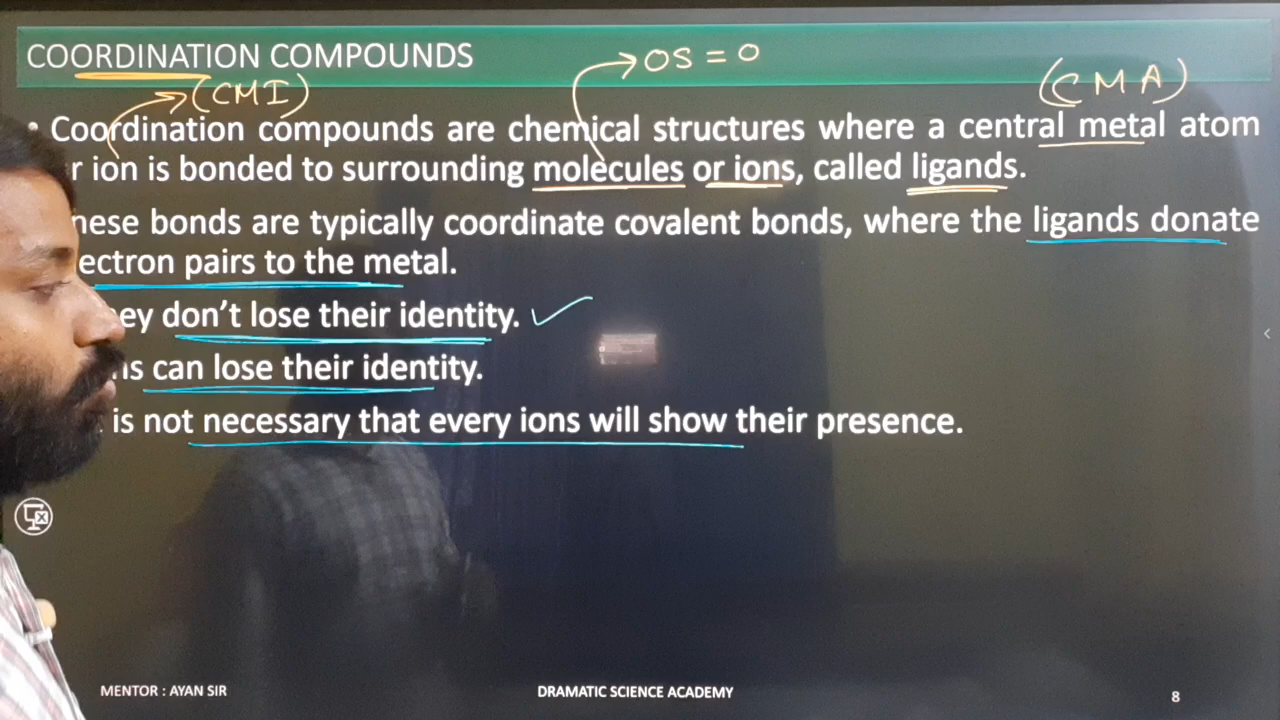 COORDINATION COMPOUNDS
OS = O
(CMI)
(CMA)
• Coordination compounds are chemical structures where a central metal atom
r ion is bonded to surrounding molecules or ions, called ligands.
hese bonds are typically coordinate covalent bonds, where the ligands donate
ectron pairs to the metal.
ey don't lose their identity.
ns can lose their identity.
is not necessary that every ions will show their presence.
MENTOR : AYAN SIR
DRAMATIC SCIENCE ACADEMY
8